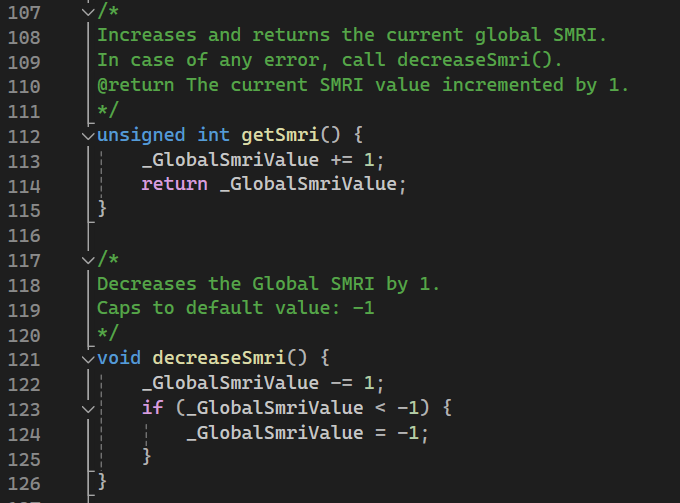 107 /*
108 Increases and returns the current global SMRI.
109 In case of any error, call decreaseSmri().
110 @return The current SMRI value incremented by 1.
111 */
112 unsigned int getSmri() {
113     _GlobalSmriValue += 1;
114     return _GlobalSmriValue;
115 }
116
117 /*
118 Decreases the Global SMRI by 1.
119 Caps to default value: -1
120 */
121 void decreaseSmri() {
122     _GlobalSmriValue -= 1;
123     if (_GlobalSmriValue < -1) {
124         _GlobalSmriValue = -1;
125     }
126 }